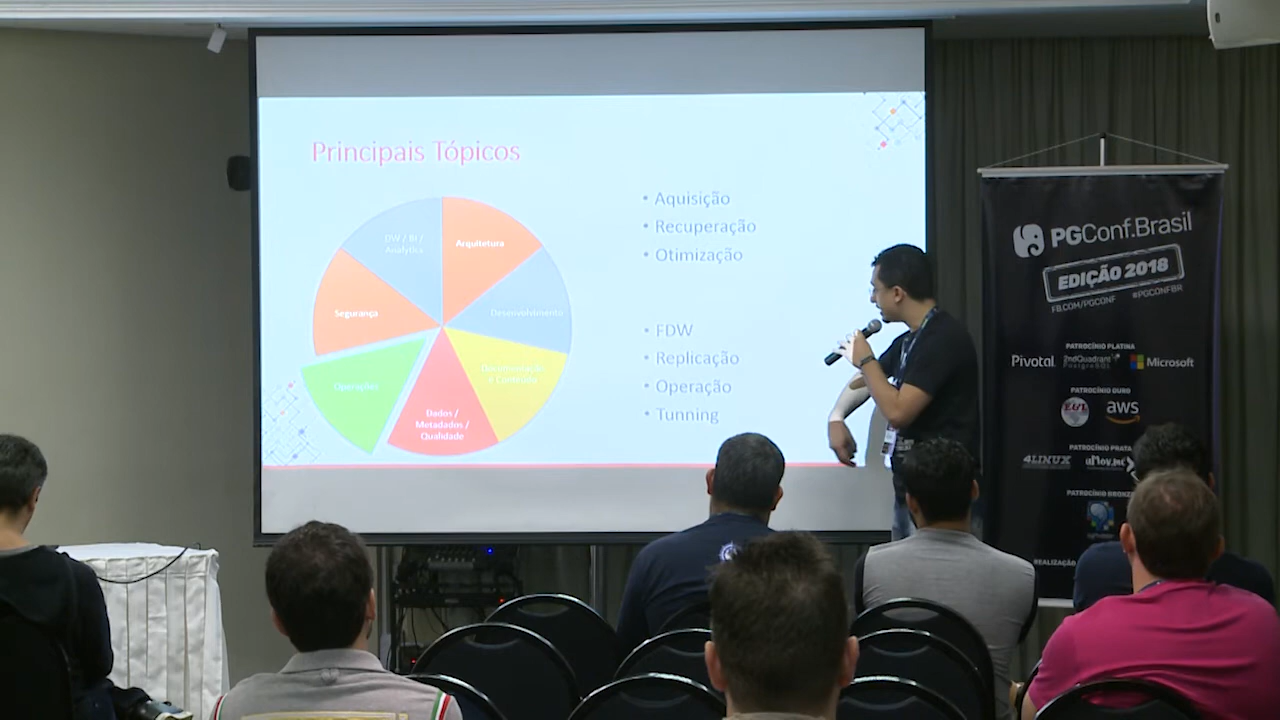 Principais Tópicos
DW / BI /
Analytics
Arquitetura
Desenvolvimento
Segurança
Operações
Documentação
e Conteúdo
Dados /
Metadados /
Qualidade
• Aquisição
• Recuperação
• Otimização
• FDW
• Replicação
• Operação
• Tunning
PGConf.Brasil
EDIÇÃO 2018
FB.COM/PGCONF #PGCONFBR
PATROCÍNIO PLATINA
Pivotal 2ndQuadrant PostgreSQL Microsoft
PATROCÍNIO OURO
aws
PATROCÍNIO PRATA
4LINUX
PATROCÍNIO BRONZE
REALIZAÇÃO